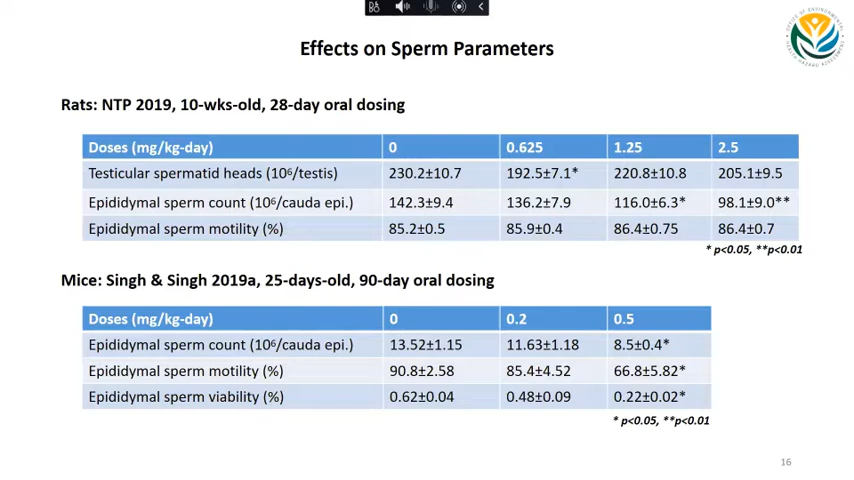 OFFICE OF ENVIRONMENTAL HEALTH HAZARD ASSESSMENT
Effects on Sperm Parameters
Rats: NTP 2019, 10-wks-old, 28-day oral dosing
Doses (mg/kg-day) 0 0.625 1.25 2.5
Testicular spermatid heads (10⁶/testis) 230.2±10.7 192.5±7.1* 220.8±10.8 205.1±9.5
Epididymal sperm count (10⁶/cauda epi.) 142.3±9.4 136.2±7.9 116.0±6.3* 98.1±9.0**
Epididymal sperm motility (%) 85.2±0.5 85.9±0.4 86.4±0.75 86.4±0.7
* p<0.05, **p<0.01
Mice: Singh & Singh 2019a, 25-days-old, 90-day oral dosing
Doses (mg/kg-day) 0 0.2 0.5
Epididymal sperm count (10⁶/cauda epi.) 13.52±1.15 11.63±1.18 8.5±0.4*
Epididymal sperm motility (%) 90.8±2.58 85.4±4.52 66.8±5.82*
Epididymal sperm viability (%) 0.62±0.04 0.48±0.09 0.22±0.02*
* p<0.05, **p<0.01
16